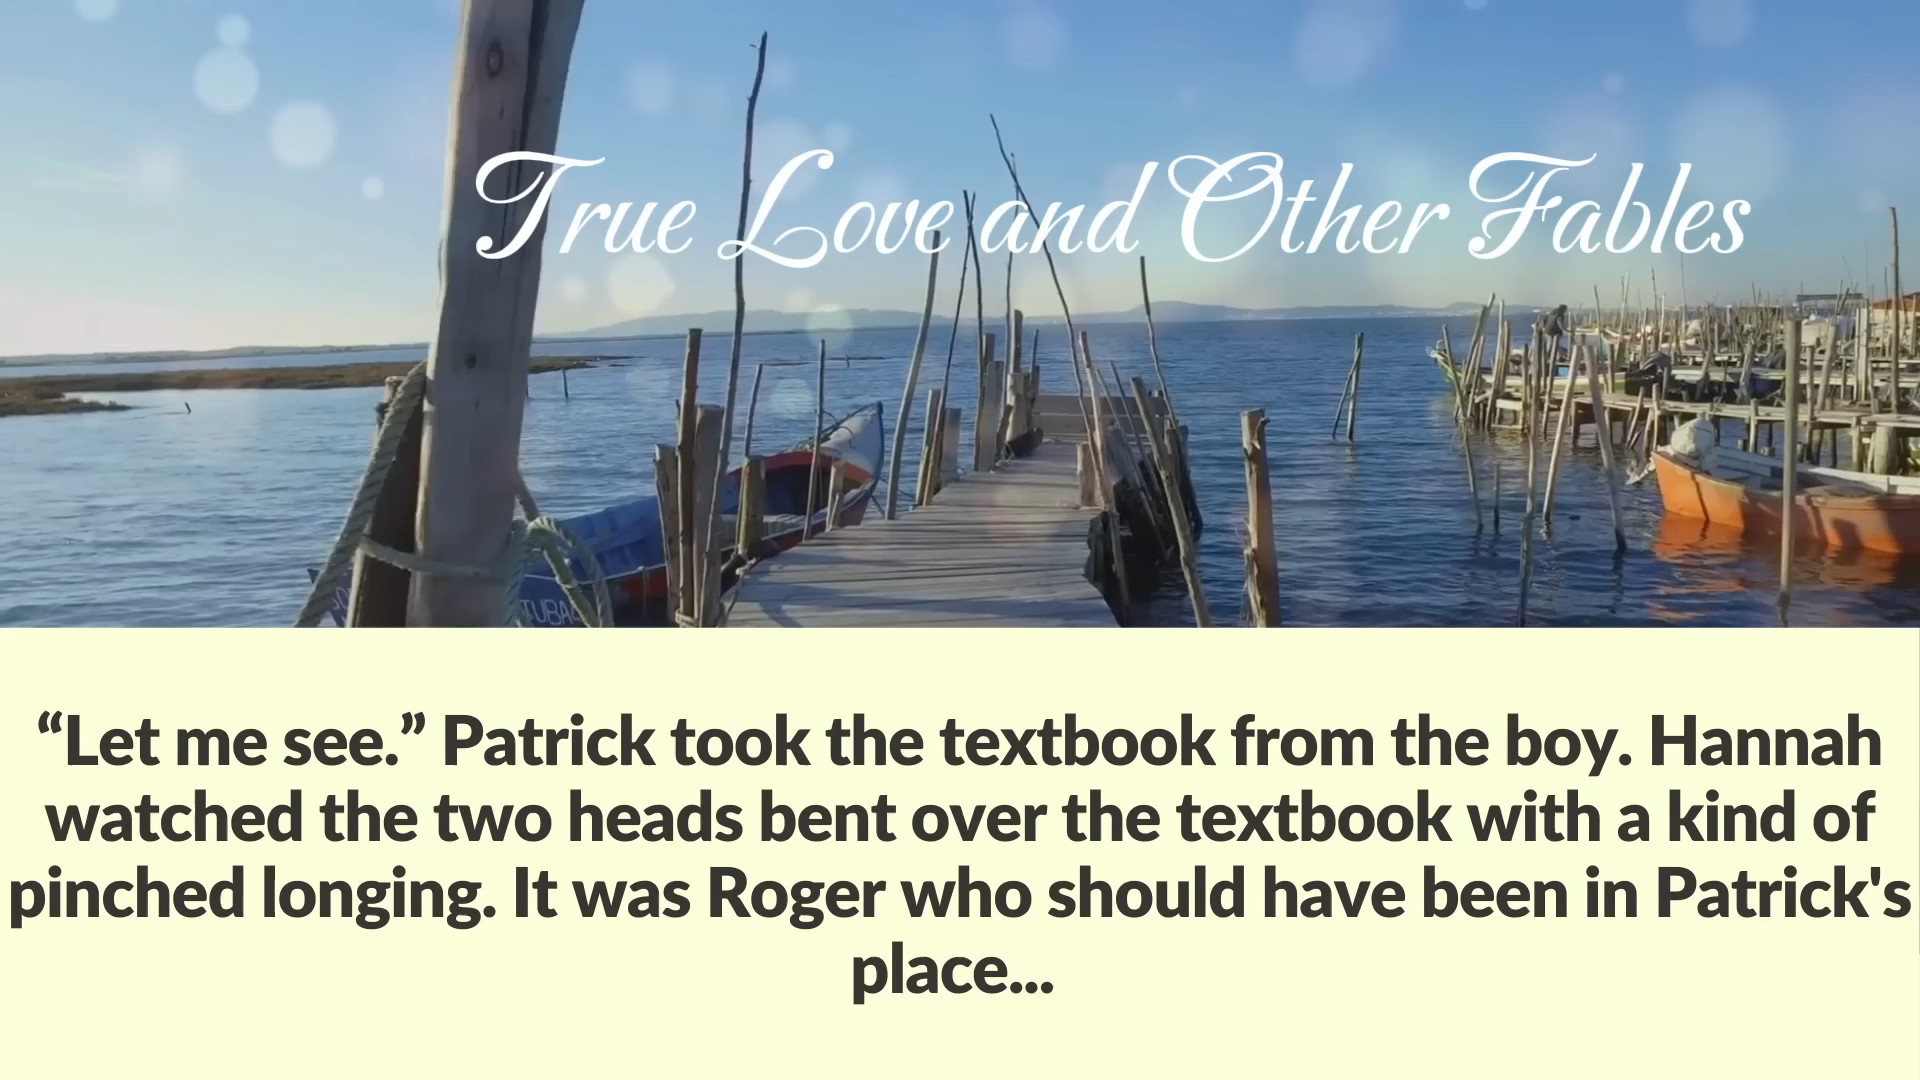 True Love and Other Fables
“Let me see.” Patrick took the textbook from the boy. Hannah
watched the two heads bent over the textbook with a kind of
pinched longing. It was Roger who should have been in Patrick's
place...